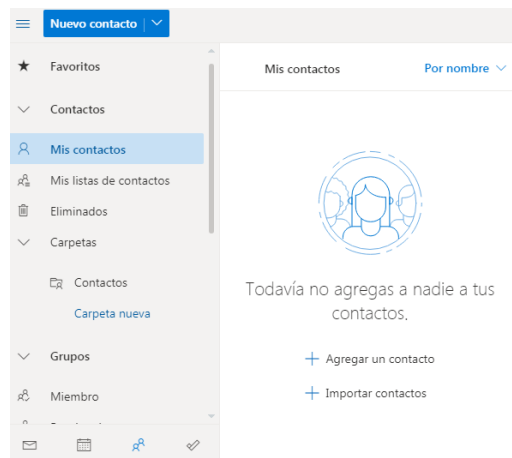 Nuevo contacto
Favoritos
Contactos
Mis contactos
Mis listas de contactos
Eliminados
Carpetas
Contactos
Carpeta nueva
Grupos
Miembro
Mis contactos
Por nombre
Todavía no agregas a nadie a tus
contactos.
Agregar un contacto
Importar contactos